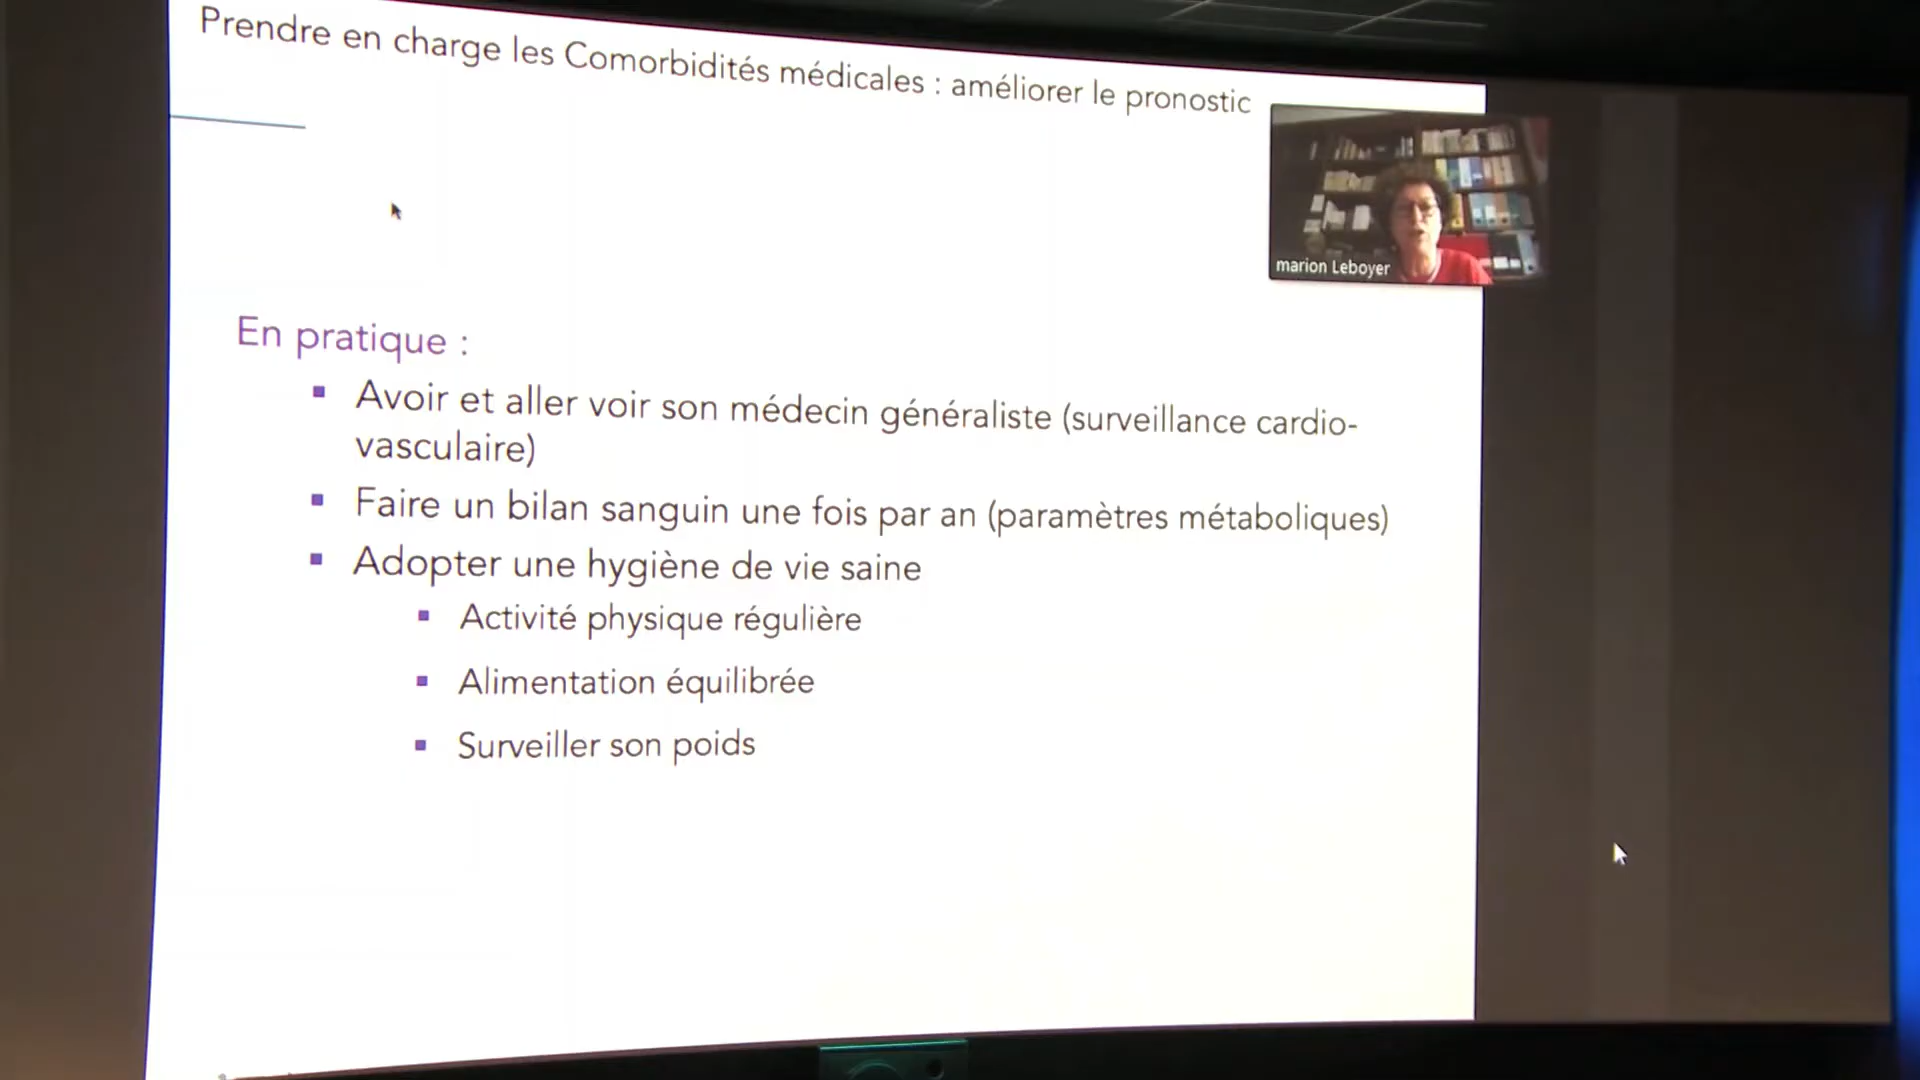 Prendre en charge les Comorbidités médicales : améliorer le pronostic
marion Leboyer
En pratique :
Avoir et aller voir son médecin généraliste (surveillance cardio-
vasculaire)
Faire un bilan sanguin une fois par an (paramètres métaboliques)
Adopter une hygiène de vie saine
Activité physique régulière
Alimentation équilibrée
Surveiller son poids